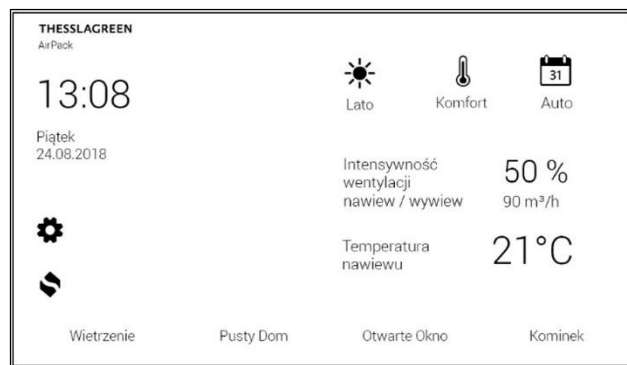 THESSLAGREEN
AirPack
13:08
Piątek
24.08.2018
31
Lato
Komfort
Auto
Intensywność
wentylacji
nawiew / wywiew
50 %
90 m³/h
Temperatura
nawiewu
21°C
Wietrzenie
Pusty Dom
Otwarte Okno
Kominek